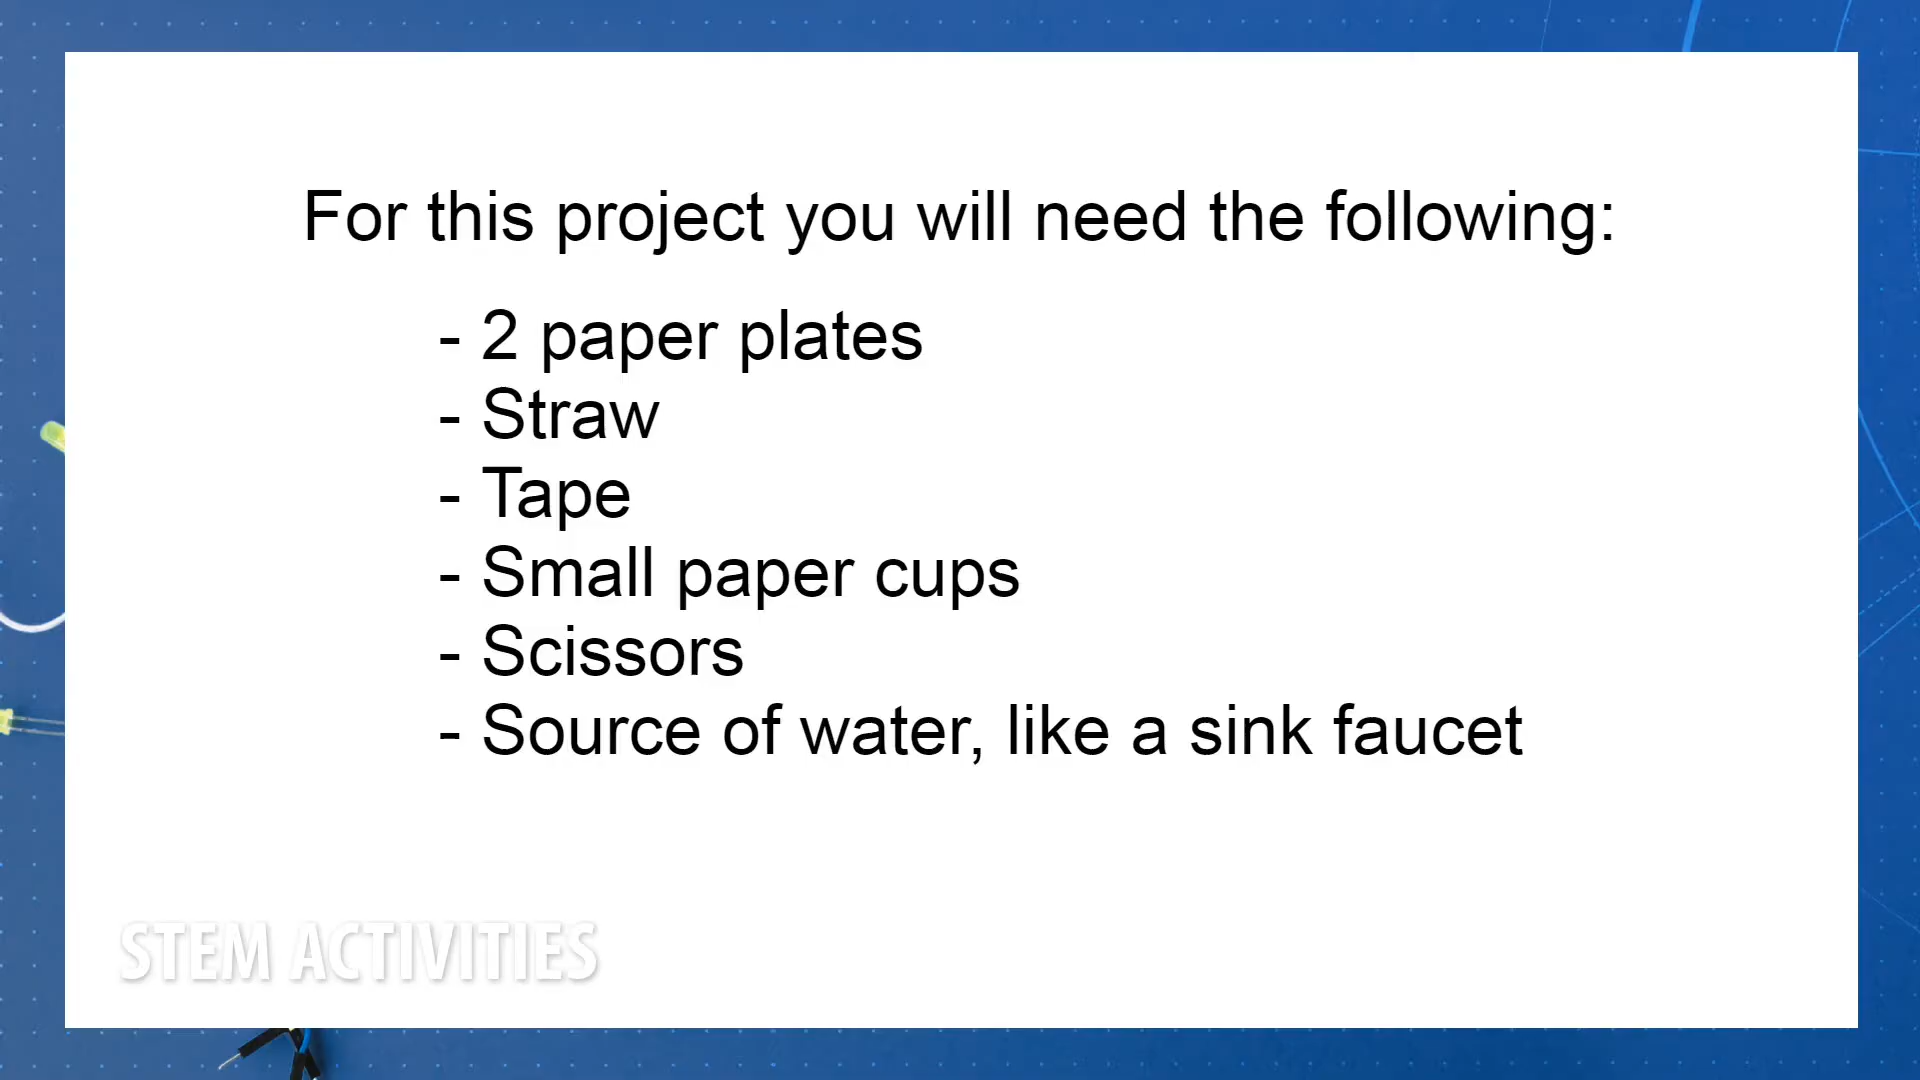 For this project you will need the following:
- 2 paper plates
- Straw
- Tape
- Small paper cups
- Scissors
- Source of water, like a sink faucet
STEM ACTIVITIES